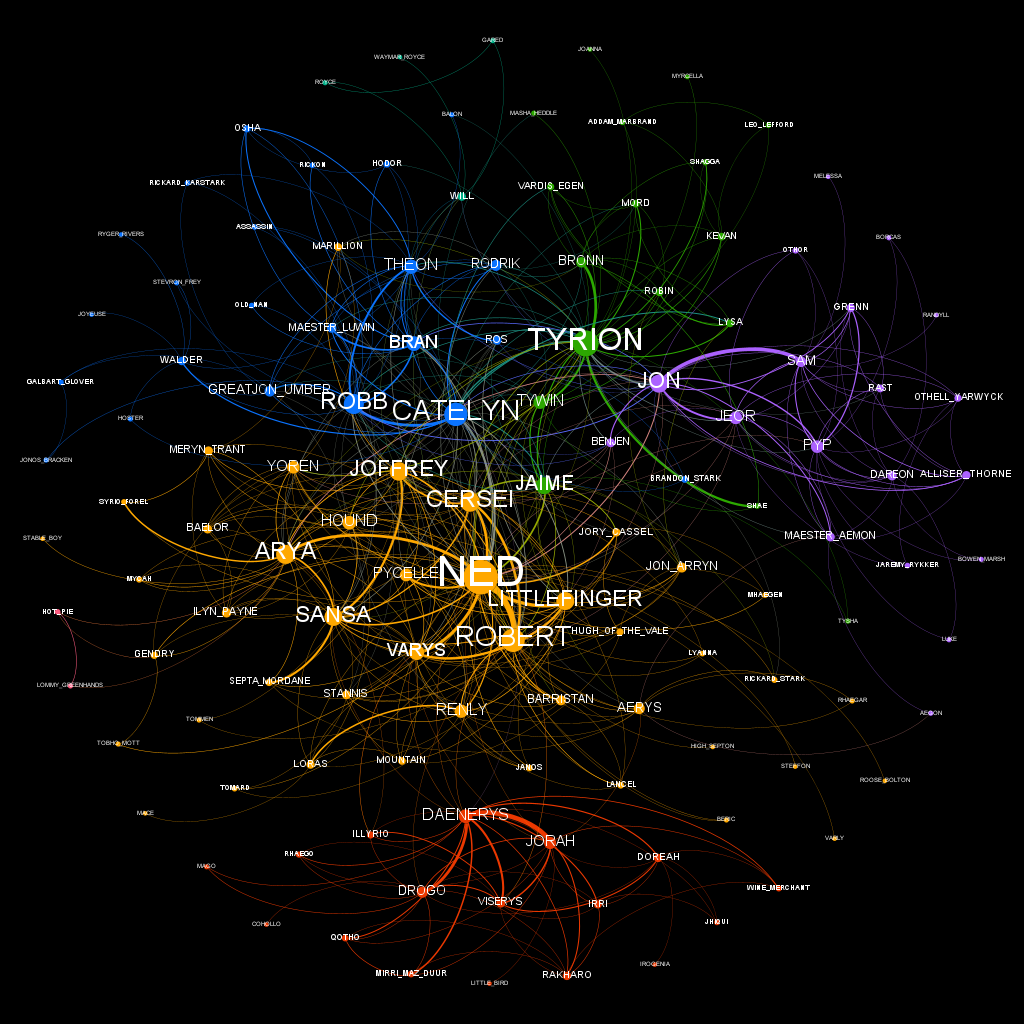 GARED
JOANNA
WAYMAR_ROYCE
MYRCELLA
ROYCE
BALON
MASHA_HEDDLE
ADDAM_MARBRAND
LEO_LEFFORD
OSHA
RICKON
HODOR
SHAGGA
MELESSA
RICKARD_KARSTARK
VARDIS_EGEN
WILL
MORD
ASSASSIN
RYGER_RIVERS
MARILLION
KEVAN
BORCAS
OTHOR
THEON
RODRIK
BRONN
STEVRON_FREY
ROBIN
OLD_NAN
GRENN
JOYEUSE
RANDYLL
MAESTER_LUWIN
BRAN
ROS
TYRION
LYSA
WALDER
SAM
GALBART_GLOVER
GREATJON_UMBER
ROBB
CATELYN
TYWIN
JON
RAST
OTHELL_YARWYCK
HOSTER
JEOR
MERYN_TRANT
BENJEN
PYP
JONOS_BRACKEN
YOREN
JOFFREY
JAIME
BRANDON_STARK
DAREON
ALLISER_THORNE
SYRIO_FOREL
CERSEI
SHAE
BAELOR
HOUND
STABLE_BOY
JORY_CASSEL
MAESTER_AEMON
ARYA
BOWEN_MARSH
MYCAH
PYCELLE
NED
JON_ARRYN
JAREMY_RYKKER
HOT_PIE
ILYN_PAYNE
SANSA
LITTLEFINGER
MHAEGEN
TYSHA
GENDRY
VARYS
ROBERT
HUGH_OF_THE_VALE
LUKE
LYANNA
LOMMY_GREENHANDS
SEPTA_MORDANE
STANNIS
RICKARD_STARK
BARRISTAN
RHAEGAR
TOMMEN
RENLY
AERYS
AEGON
TOBHO_MOTT
HIGH_SEPTON
LORAS
MOUNTAIN
JANOS
STEFFON
TOMARD
LANCEL
ROOSE_BOLTON
MACE
DAENERYS
BERIC
ILLYRIO
JORAH
VARLY
RHAEGO
DOREAH
MAGO
DROGO
WINE_MERCHANT
VISERYS
IRRI
COHOLLO
JHIQUI
QOTHO
IROGENIA
MIRRI_MAZ_DUUR
RAKHARO
LITTLE_BIRD